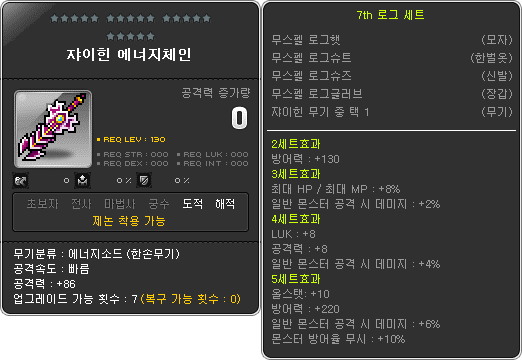 쟈이힌 에너지체인
공격력 증가량
0
REQ LEV : 130
REQ STR : 000
REQ LUK : 000
REQ DEX : 000
REQ INT : 000
0
0 %
0 %
초보자 전사 마법사 궁수 도적 해적
제논 착용 가능
무기분류 : 에너지소드 (한손무기)
공격속도 : 빠름
공격력 : +86
업그레이드 가능 횟수 : 7 (복구 가능 횟수 : 0)
7th 로그 세트
무스펠 로그햇 (모자)
무스펠 로그슈트 (한벌옷)
무스펠 로그슈즈 (신발)
무스펠 로그글러브 (장갑)
쟈이힌 무기 중 택 1 (무기)
2세트효과
방어력 : +130
3세트효과
최대 HP / 최대 MP : +8%
일반 몬스터 공격 시 데미지 : +2%
4세트효과
LUK : +8
공격력 : +8
일반 몬스터 공격 시 데미지 : +4%
5세트효과
올스탯: +10
방어력 : +220
일반 몬스터 공격 시 데미지 : +6%
몬스터 방어율 무시 : +10%